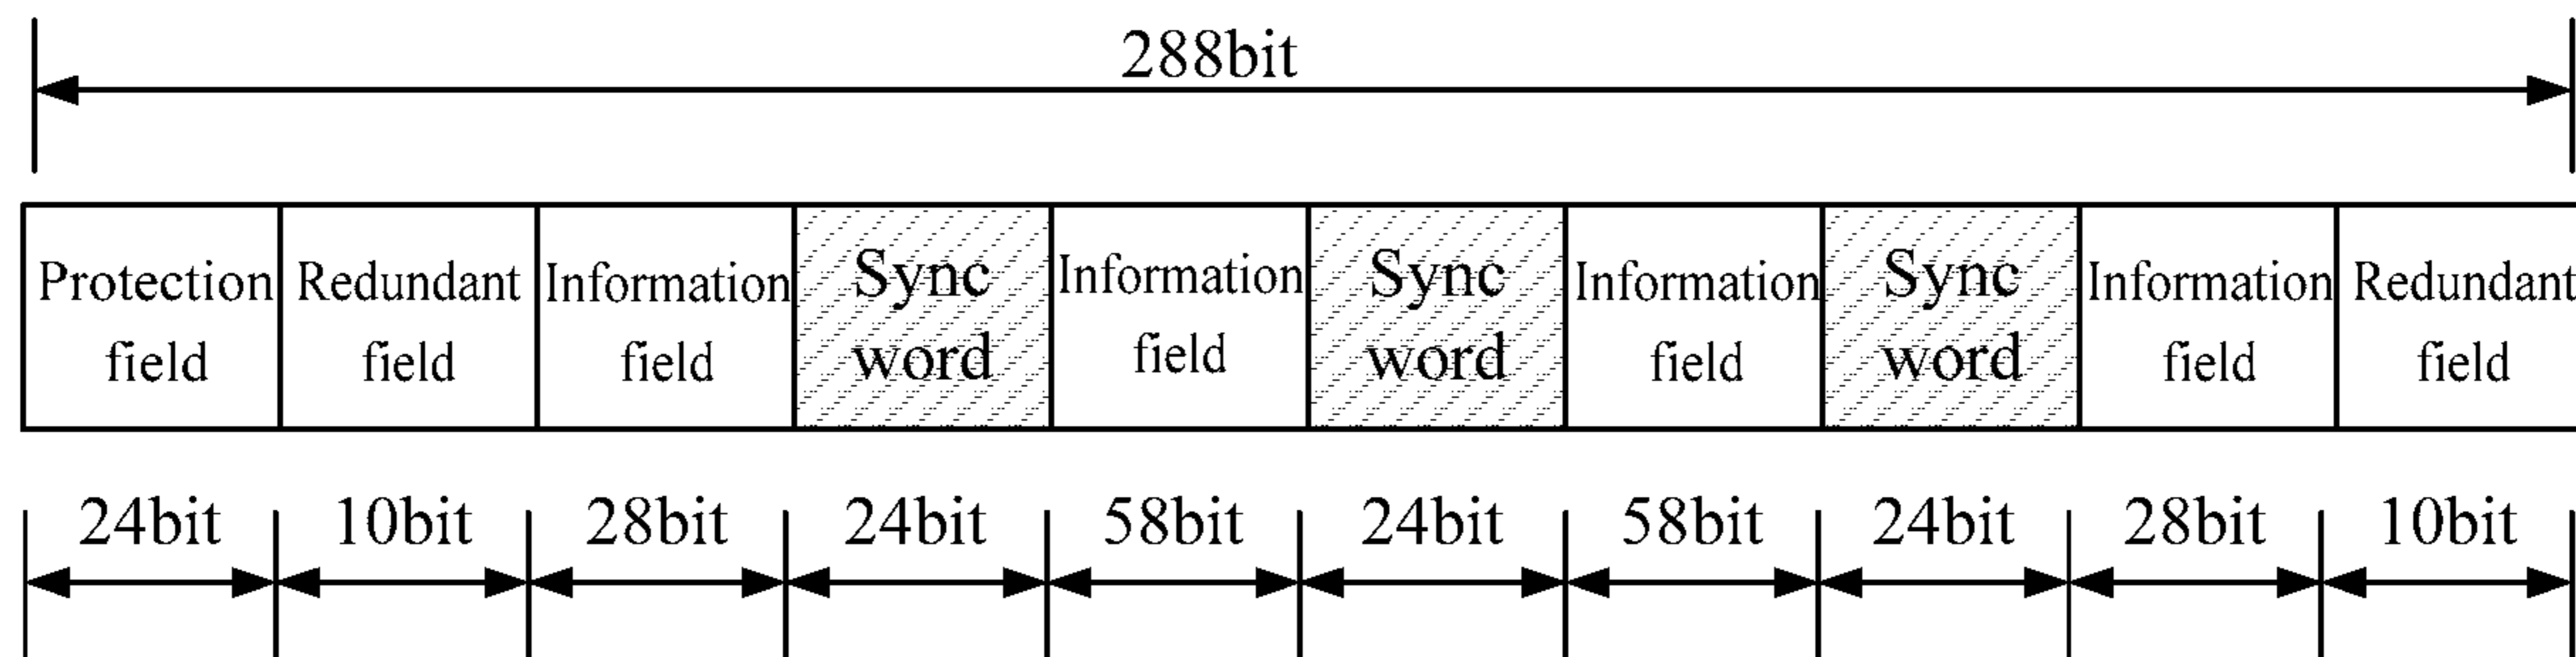 288bit
Protection field
Redundant field
Information field
Sync word
Information field
Sync word
Information field
Sync word
Information field
Redundant field
24bit 10bit 28bit 24bit 58bit 24bit 58bit 24bit 28bit 10bit